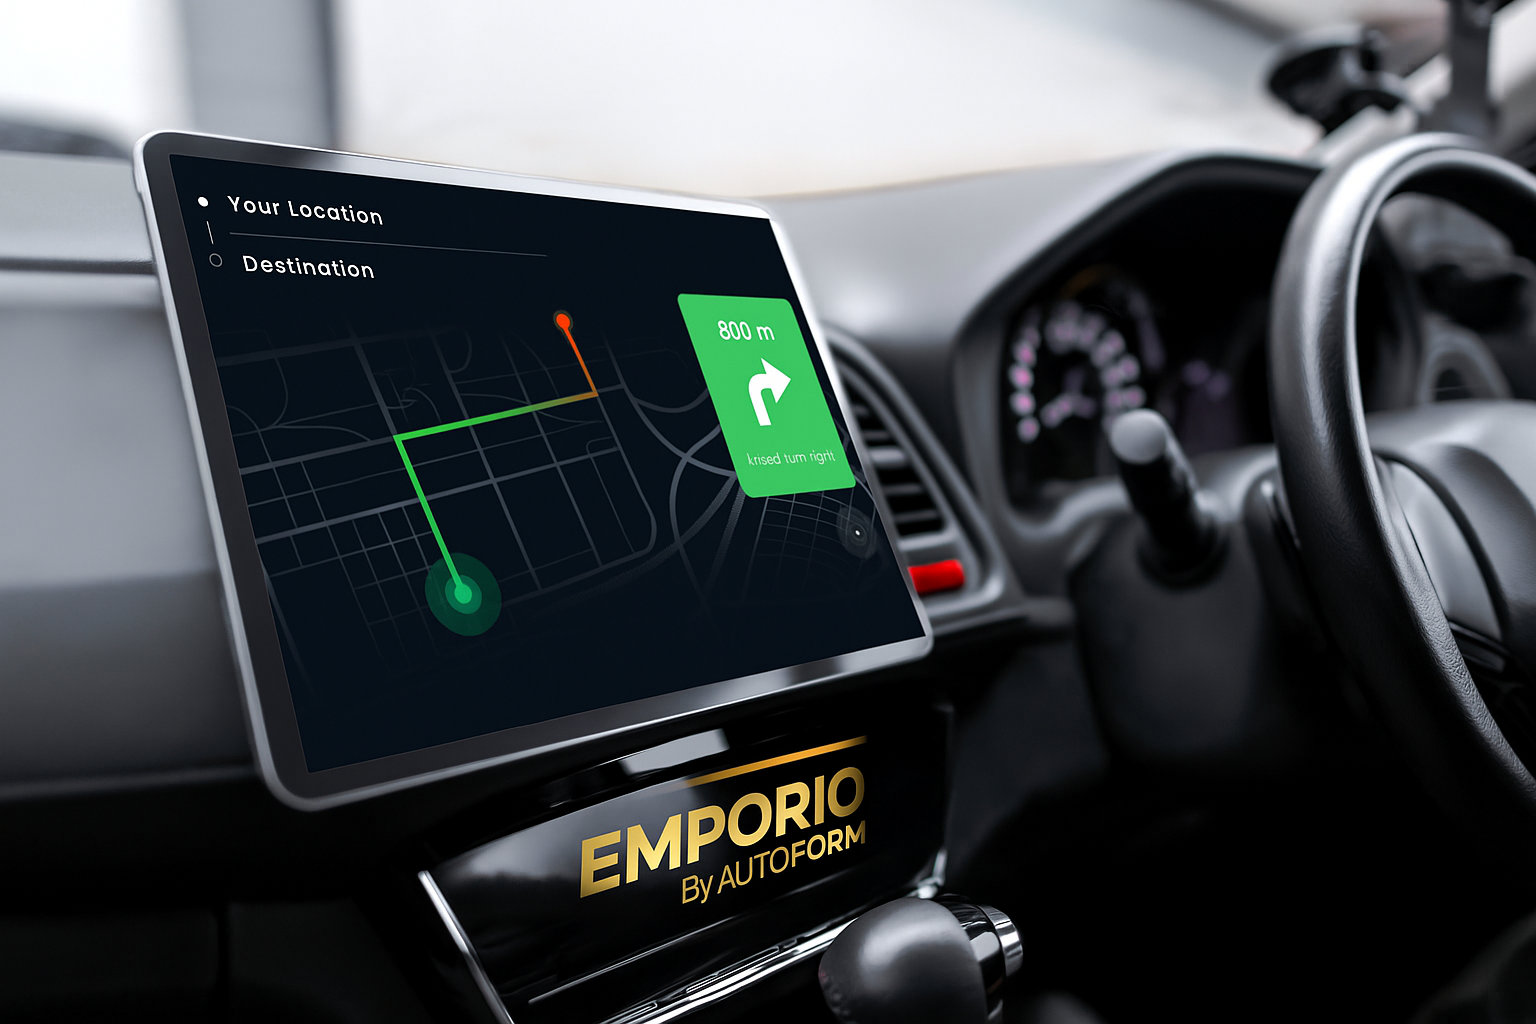 Your Location
Destination
800 m
krised turn right
EMPORIO
By AUTOFORM